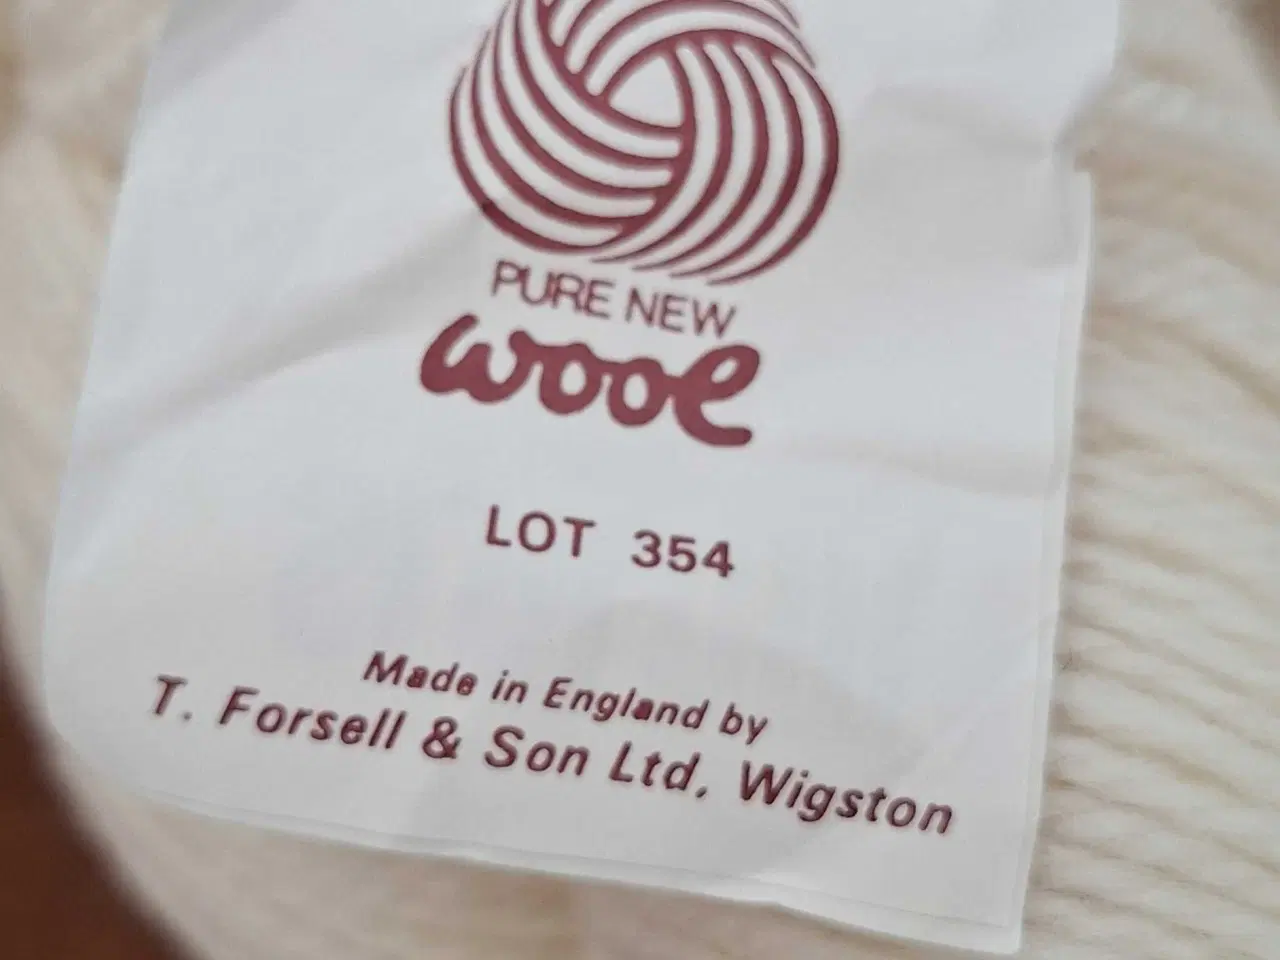 PURE NEW
wool
LOT 354
Made in England by
T. Forsell & Son Ltd, Wigston